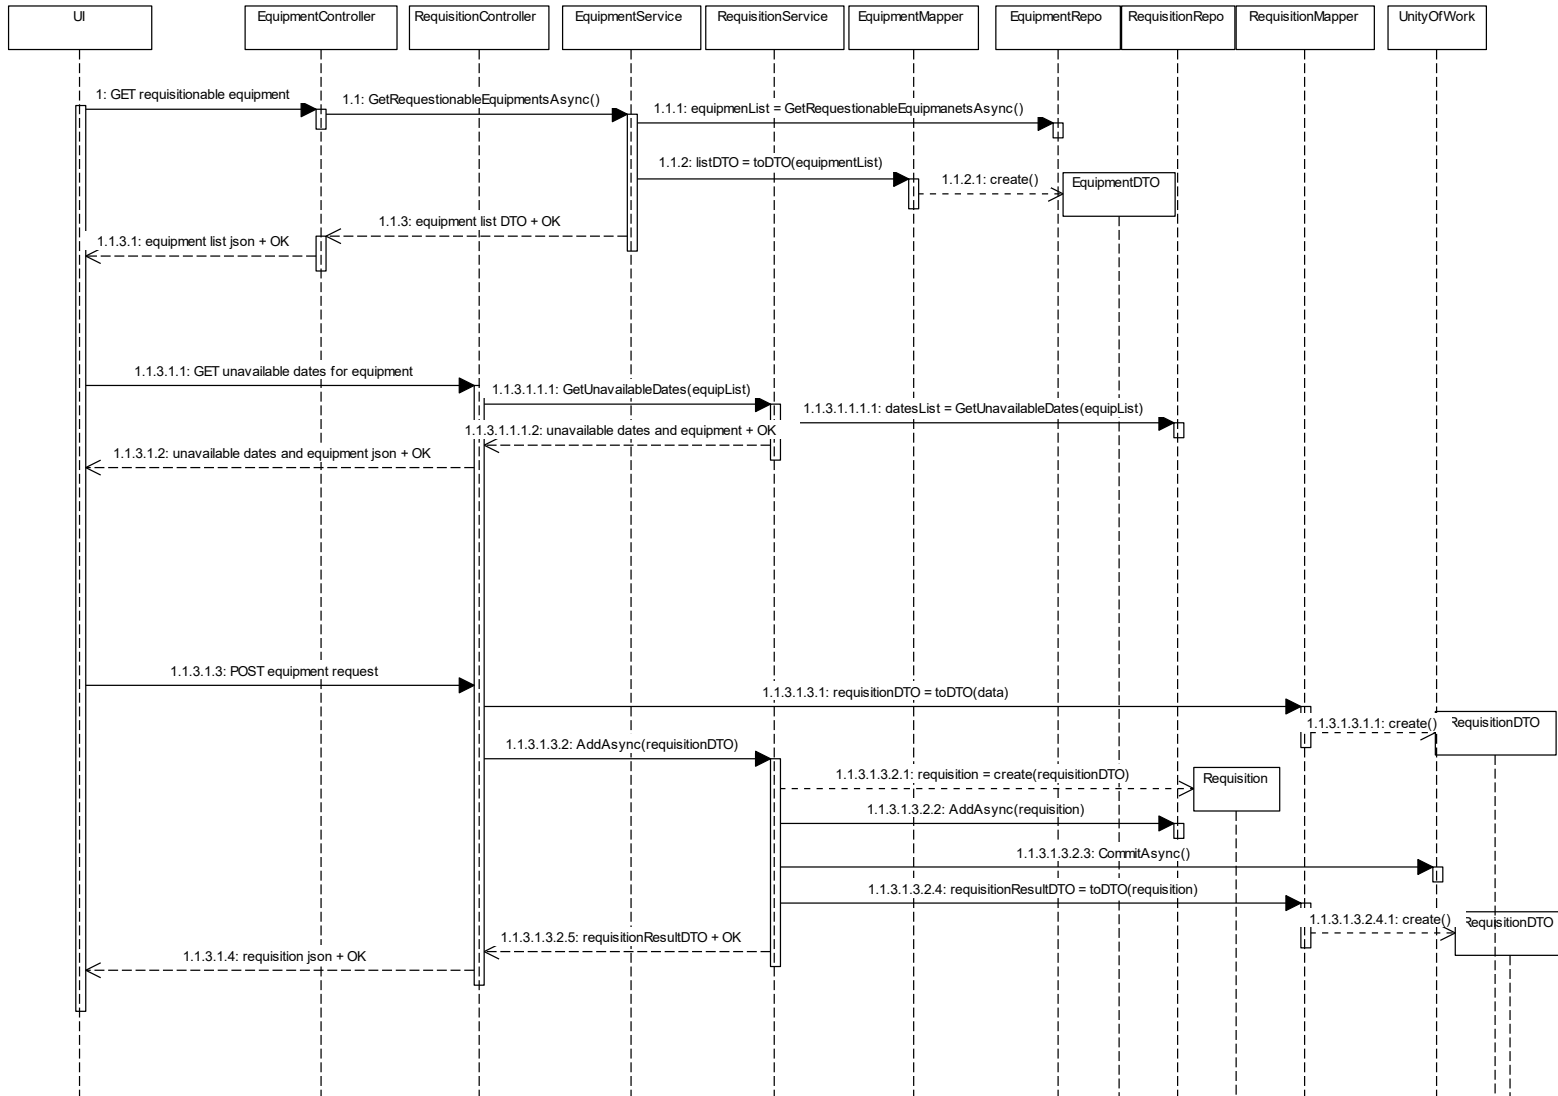 UI
EquipmentController
RequisitionController
EquipmentService
RequisitionService
EquipmentMapper
EquipmentRepo
RequisitionRepo
RequisitionMapper
UnityOfWork
1: GET requisitionable equipment
1.1: GetRequestionableEquipmentsAsync()
1.1.1: equipmenList = GetRequestionableEquipmanetsAsync()
1.1.2: listDTO = toDTO(equipmentList)
1.1.2.1: create()
EquipmentDTO
1.1.3: equipment list DTO + OK
1.1.3.1: equipment list json + OK
1.1.3.1.1: GET unavailable dates for equipment
1.1.3.1.1.1: GetUnavailableDates(equipList)
1.1.3.1.1.1.1: datesList = GetUnavailableDates(equipList)
1.1.3.1.1.1.2: unavailable dates and equipment + OK
1.1.3.1.2: unavailable dates and equipment json + OK
1.1.3.1.3: POST equipment request
1.1.3.1.3.1: requisitionDTO = toDTO(data)
1.1.3.1.3.1.1: create()
RequisitionDTO
1.1.3.1.3.2: AddAsync(requisitionDTO)
1.1.3.1.3.2.1: requisition = create(requisitionDTO)
Requisition
1.1.3.1.3.2.2: AddAsync(requisition)
1.1.3.1.3.2.3: CommitAsync()
1.1.3.1.3.2.4: requisitionResultDTO = toDTO(requisition)
1.1.3.1.3.2.4.1: create()
RequisitionDTO
1.1.3.1.3.2.5: requisitionResultDTO + OK
1.1.3.1.4: requisition json + OK